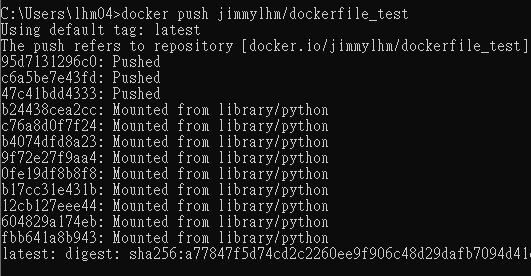 C:\Users\lhm04>docker push jimmylhm/dockerfile_test
Using default tag: latest
The push refers to repository [docker.io/jimmylhm/dockerfile_test]
95d7131296c0: Pushed
c6a5be7e43fd: Pushed
47c41bdd4333: Pushed
b24438cea2cc: Mounted from library/python
c76a8d0f7f24: Mounted from library/python
b4074dfd8a23: Mounted from library/python
9f72e27f9aa4: Mounted from library/python
0fe19df8b8f8: Mounted from library/python
b17cc31e431b: Mounted from library/python
12cb127eee44: Mounted from library/python
604829a174eb: Mounted from library/python
fbb641a8b943: Mounted from library/python
latest: digest: sha256:a77847f5d74cd2c2260ee9f906c48d29dafb7094d41